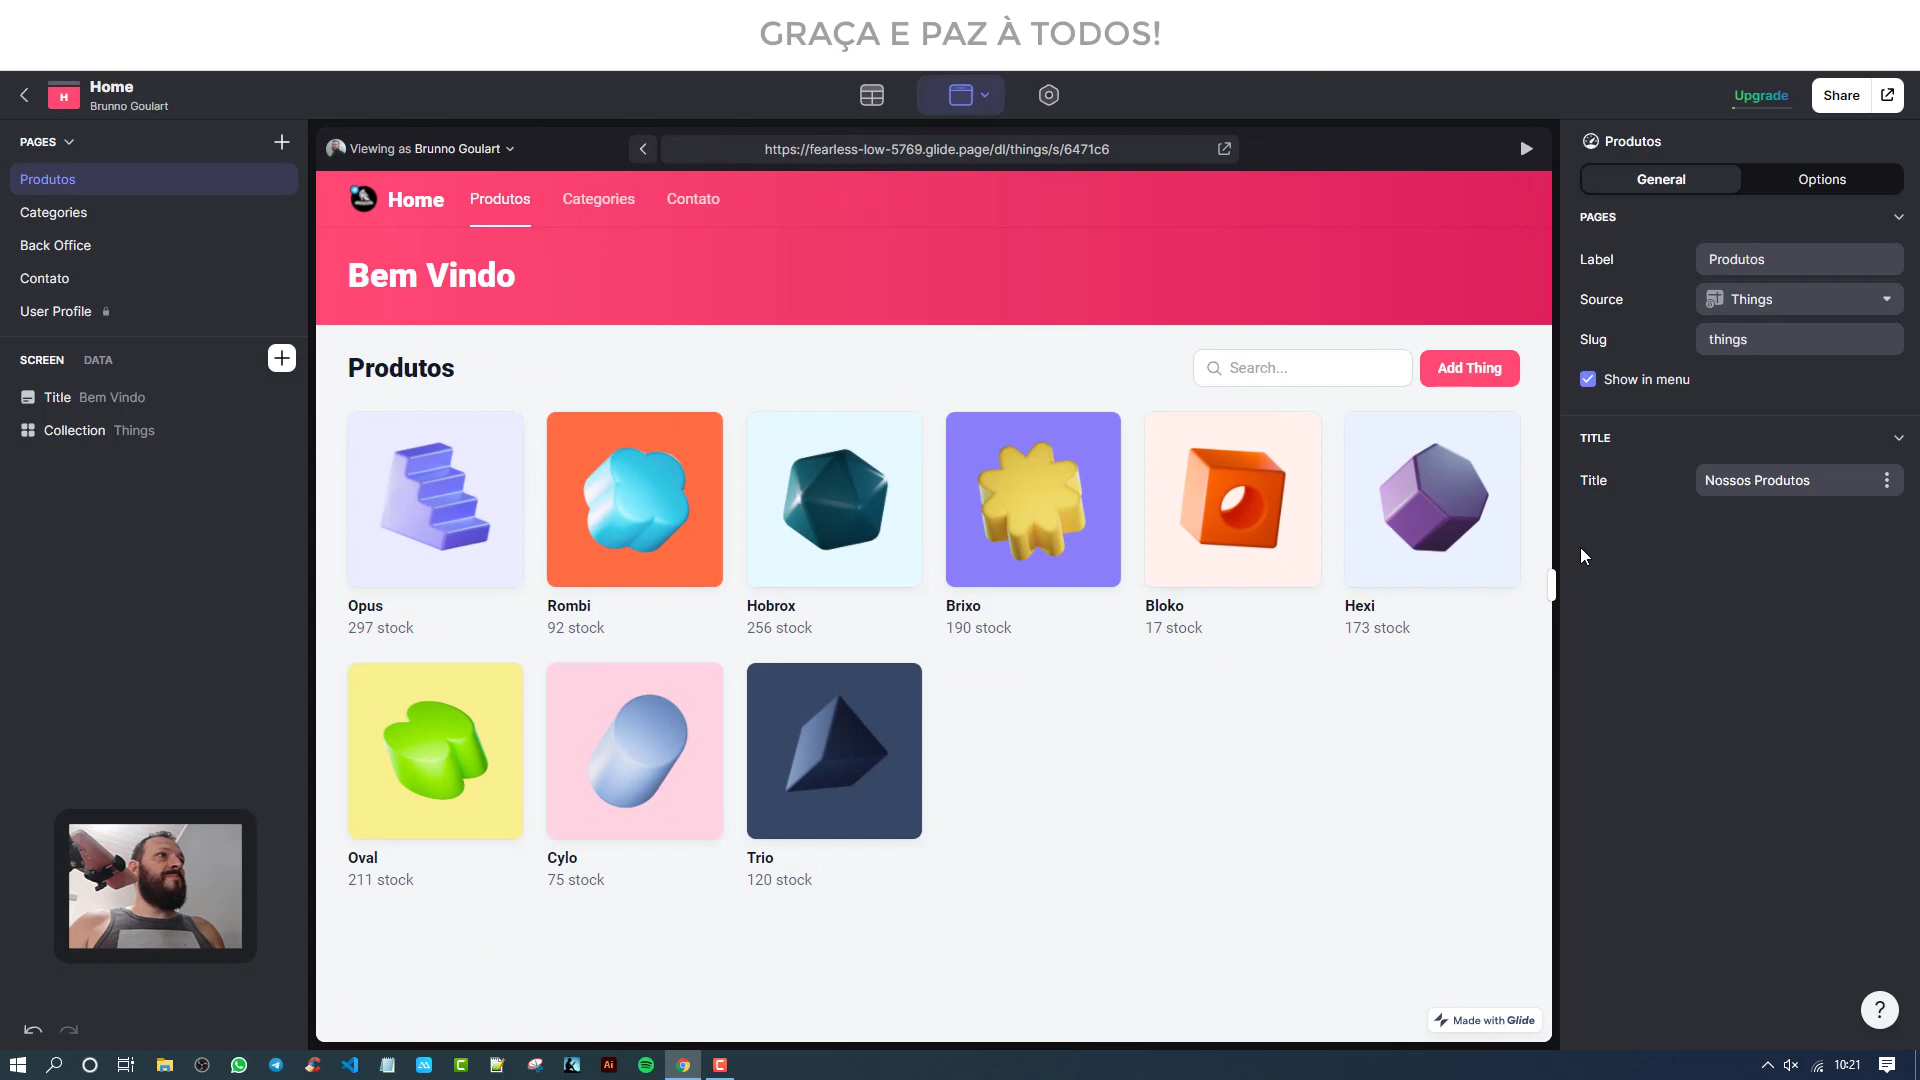 GRAÇA E PAZ À TODOS!
H
Home
Brunno Goulart
Upgrade
Share
PAGES
Produtos
Categories
Back Office
Contato
User Profile
SCREEN
DATA
Title Bem Vindo
Collection Things
Viewing as Brunno Goulart
https://fearless-low-5769.glide.page/dl/things/s/6471c6
Home
Produtos
Categories
Contato
Bem Vindo
Produtos
Search...
Add Thing
Opus
297 stock
Rombi
92 stock
Hobrox
256 stock
Brixo
190 stock
Bloko
17 stock
Hexi
173 stock
Oval
211 stock
Cylo
75 stock
Trio
120 stock
Made with Glide
Produtos
General
Options
PAGES
Label
Produtos
Source
Things
Slug
things
Show in menu
TITLE
Title
Nossos Produtos
?
Ai
10:21